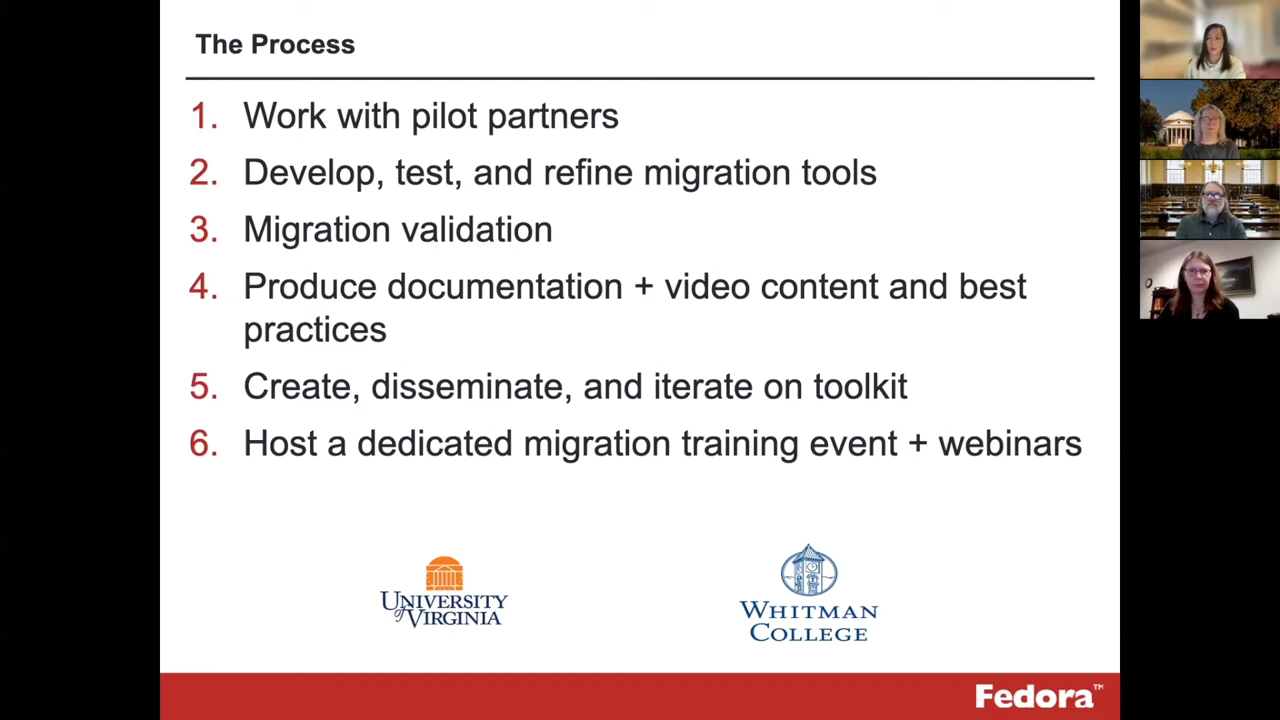 The Process
1. Work with pilot partners
2. Develop, test, and refine migration tools
3. Migration validation
4. Produce documentation + video content and best
practices
5. Create, disseminate, and iterate on toolkit
6. Host a dedicated migration training event + webinars
UNIVERSITY
of VIRGINIA
WHITMAN
COLLEGE
Fedora™